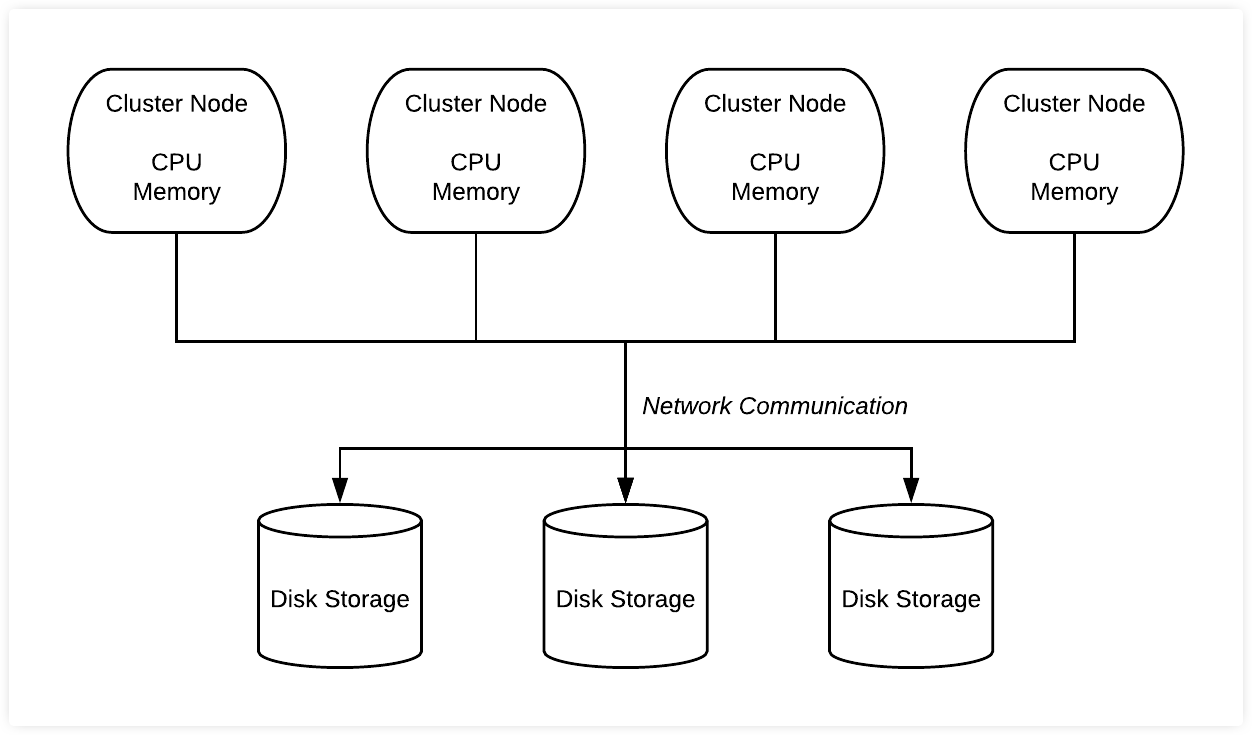 Cluster Node
CPU
Memory
Cluster Node
CPU
Memory
Cluster Node
CPU
Memory
Cluster Node
CPU
Memory
Network Communication
Disk Storage
Disk Storage
Disk Storage